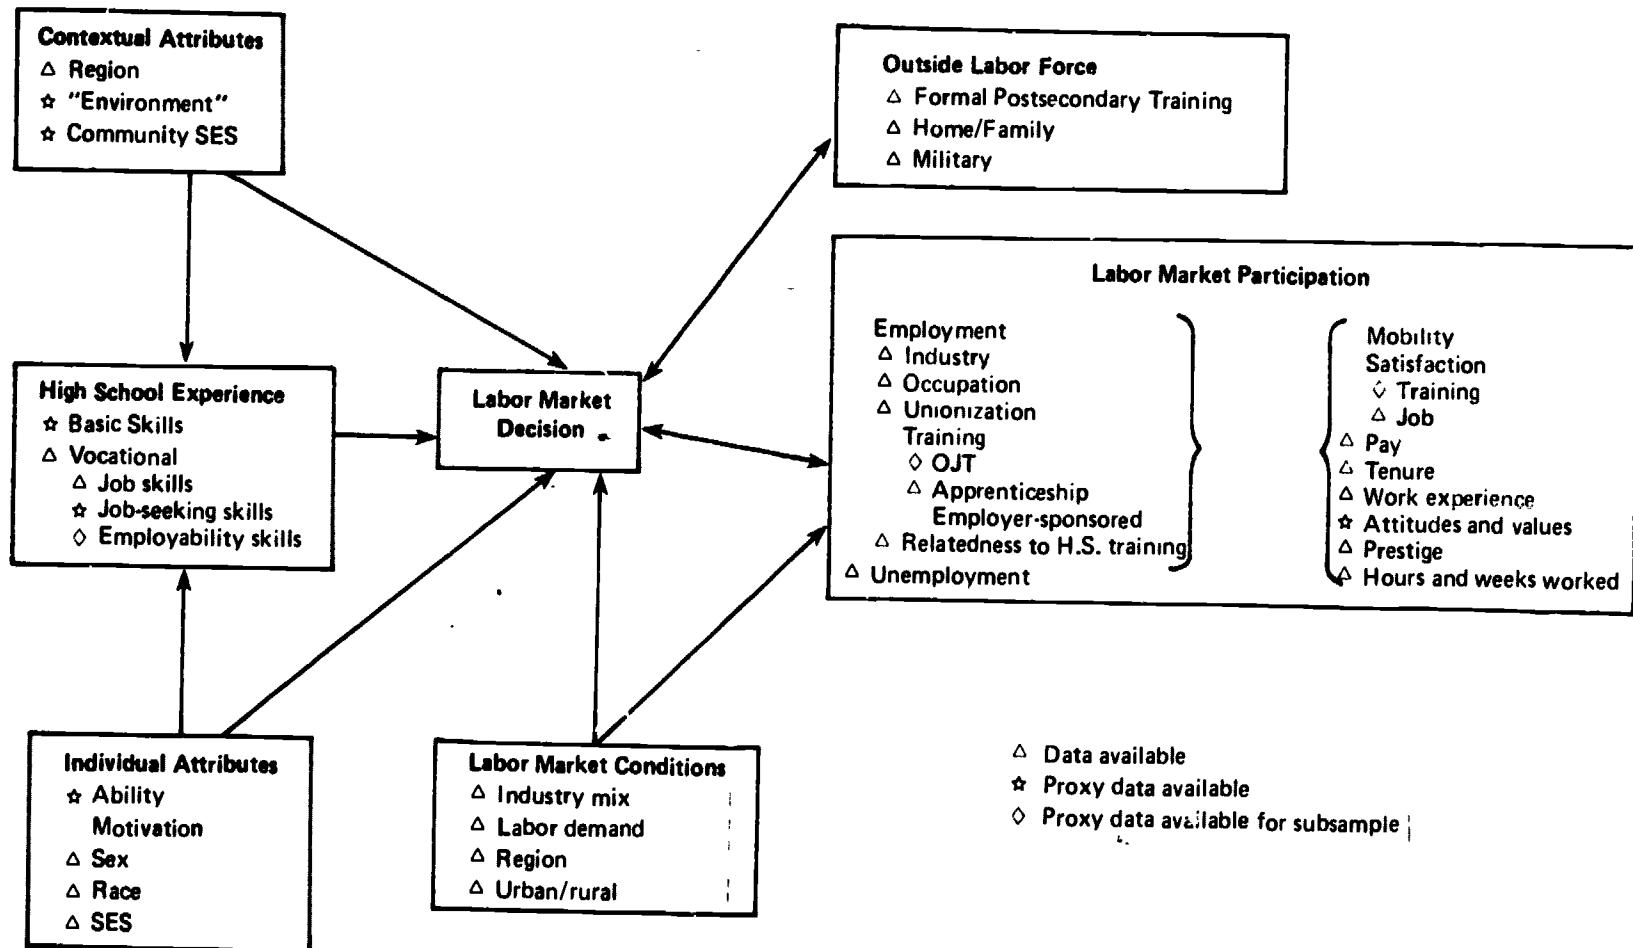 Contextual Attributes
△ Region
☆ "Environment"
☆ Community SES
Outside Labor Force
△ Formal Postsecondary Training
△ Home/Family
△ Military
High School Experience
☆ Basic Skills
△ Vocational
△ Job skills
☆ Job-seeking skills
◇ Employability skills
Labor Market
Decision
Labor Market Participation
Employment
△ Industry
△ Occupation
△ Unionization
Training
◇ OJT
△ Apprenticeship
Employer-sponsored
△ Relatedness to H.S. training
△ Unemployment
Mobility
Satisfaction
◇ Training
△ Job
△ Pay
△ Tenure
△ Work experience
☆ Attitudes and values
△ Prestige
△ Hours and weeks worked
Individual Attributes
☆ Ability
Motivation
△ Sex
△ Race
△ SES
Labor Market Conditions
△ Industry mix
△ Labor demand
△ Region
△ Urban/rural
△ Data available
☆ Proxy data available
◇ Proxy data available for subsample